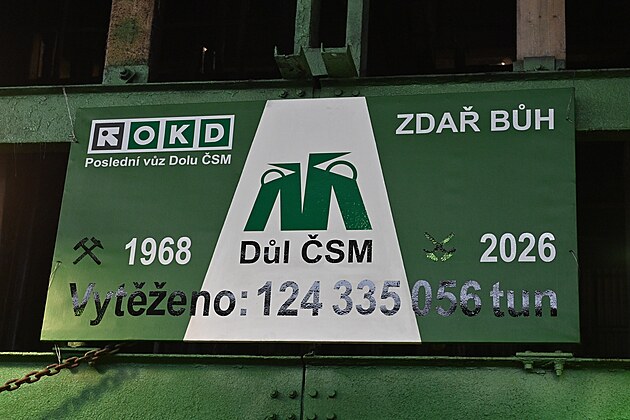 OKD
Poslední vůz Dolu ČSM
ZDAŘ BŮH
1968
Důl ČSM
2026
Vytěženo: 124 335 056 tun